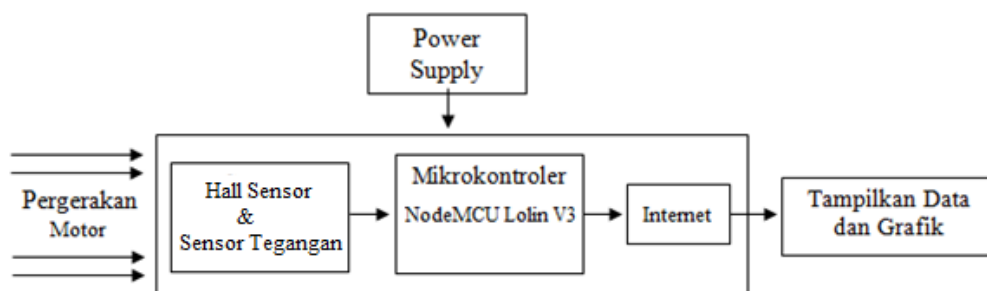 Power
Supply
Pergerakan
Motor
Hall Sensor
&
Sensor Tegangan
Mikrokontroler
NodeMCU Lolin V3
Internet
Tampilkan Data
dan Grafik